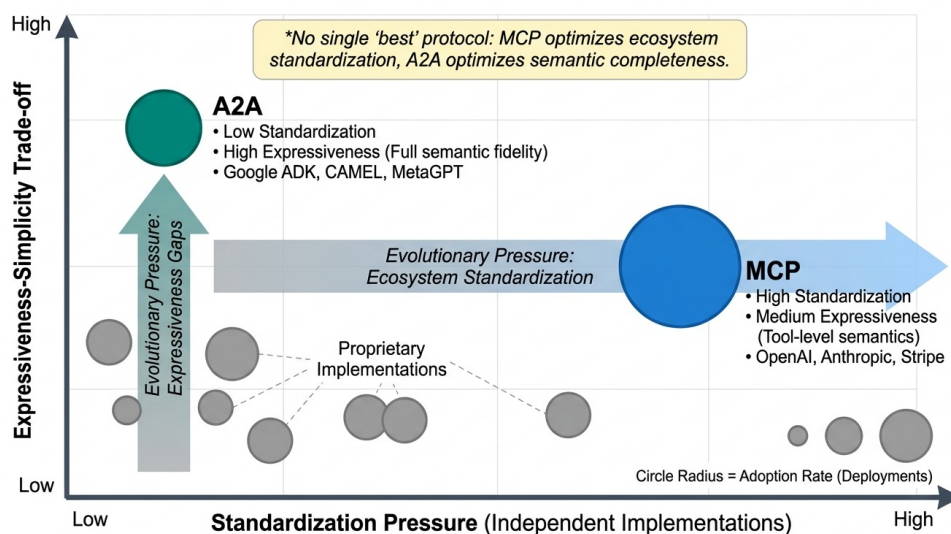 High
*No single ‘best’ protocol: MCP optimizes ecosystem
standardization, A2A optimizes semantic completeness.
A2A
• Low Standardization
• High Expressiveness (Full semantic fidelity)
• Google ADK, CAMEL, MetaGPT
Expressiveness-Simplicity Trade-off
Evolutionary Pressure:
Expressiveness Gaps
Evolutionary Pressure:
Ecosystem Standardization
MCP
• High Standardization
• Medium Expressiveness
(Tool-level semantics)
• OpenAI, Anthropic, Stripe
Proprietary
Implementations
Circle Radius = Adoption Rate (Deployments)
Low
Low
Standardization Pressure (Independent Implementations)
High